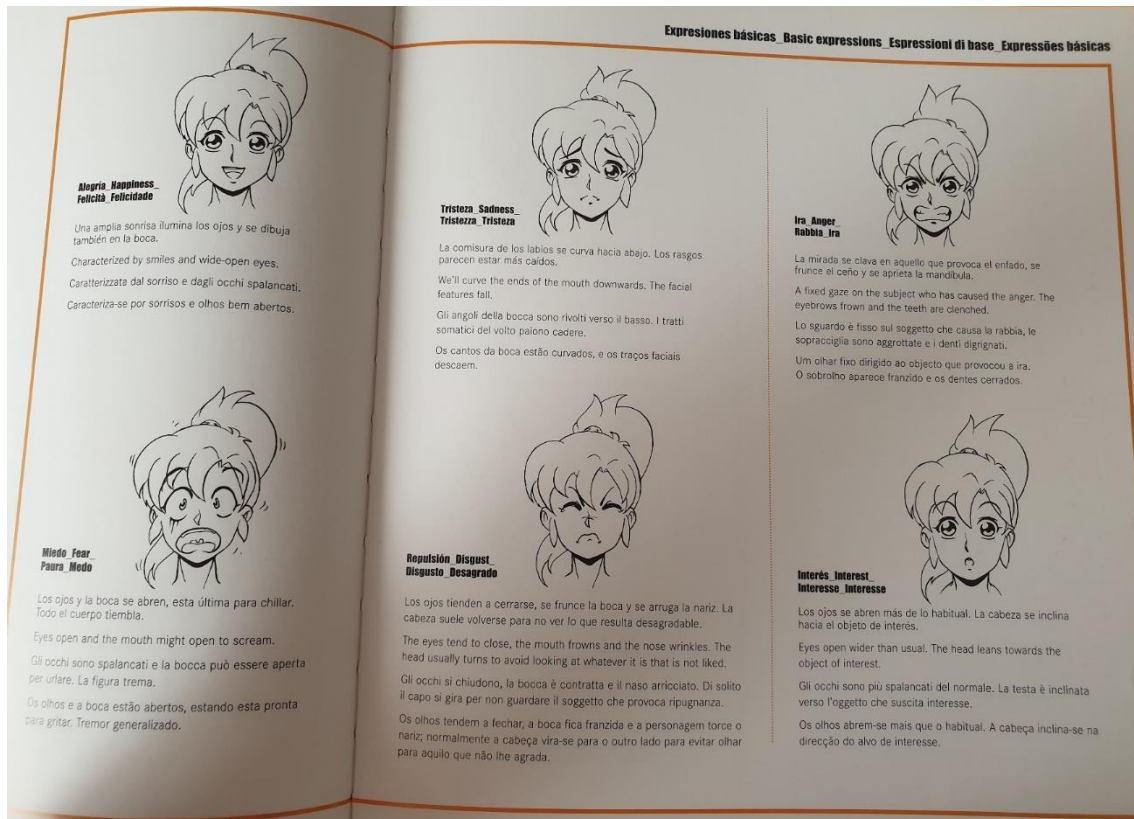 Expresiones básicas_Basic expressions_Espressioni di base_Expressões básicas
Alegría_Happiness_
Felicità_Felicidade
Una amplia sonrisa ilumina los ojos y se dibuja
también en la boca.
Characterized by smiles and wide-open eyes.
Caratterizzata dal sorriso e dagli occhi spalancati.
Caracteriza-se por sorrisos e olhos bem abertos.
Tristeza_Sadness_
Tristezza_Tristeza
La comisura de los labios se curva hacia abajo. Los rasgos
parecen estar más caídos.
We'll curve the ends of the mouth downwards. The facial
features fall.
Gli angoli della bocca sono rivolti verso il basso. I tratti
somatici del volto paiono cadere.
Os cantos da boca estão curvados, e os traços faciais
descaem.
Ira_Anger_
Rabbia_Ira
La mirada se clava en aquello que provoca el enfado, se
frunce el ceño y se aprieta la mandíbula.
A fixed gaze on the subject who has caused the anger. The
eyebrows frown and the teeth are clenched.
Lo sguardo è fisso sul soggetto che causa la rabbia, le
sopracciglia sono aggrottate e i denti digrignati.
Um olhar fixo dirigido ao objecto que provocou a ira.
O sobrolho aparece franzido e os dentes cerrados.
Miedo_Fear_
Paura_Medo
Los ojos y la boca se abren, esta última para chillar.
Todo el cuerpo tiembla.
Eyes open and the mouth might open to scream.
Gli occhi sono spalancati e la bocca può essere aperta
per urlare. La figura trema.
Os olhos e a boca estão abertos, estando esta pronta
para gritar. Tremor generalizado.
Repulsión_Disgust_
Disgusto_Desagrado
Los ojos tienden a cerrarse, se frunce la boca y se arruga la nariz. La
cabeza suele volverse para no ver lo que resulta desagradable.
The eyes tend to close, the mouth frowns and the nose wrinkles. The
head usually turns to avoid looking at whatever it is that is not liked.
Gli occhi si chiudono, la bocca è contratta e il naso arricciato. Di solito
il capo si gira per non guardare il soggetto che provoca ripugnanza.
Os olhos tendem a fechar, a boca fica franzida e a personagem torce o
nariz; normalmente a cabeça vira-se para o outro lado para evitar olhar
para aquilo que não lhe agrada.
Interés_Interest_
Interesse_Interesse
Los ojos se abren más de lo habitual. La cabeza se inclina
hacia el objeto de interés.
Eyes open wider than usual. The head leans towards the
object of interest.
Gli occhi sono più spalancati del normale. La testa è inclinata
verso l'oggetto che suscita interesse.
Os olhos abrem-se mais que o habitual. A cabeça inclina-se na
direcção do alvo de interesse.